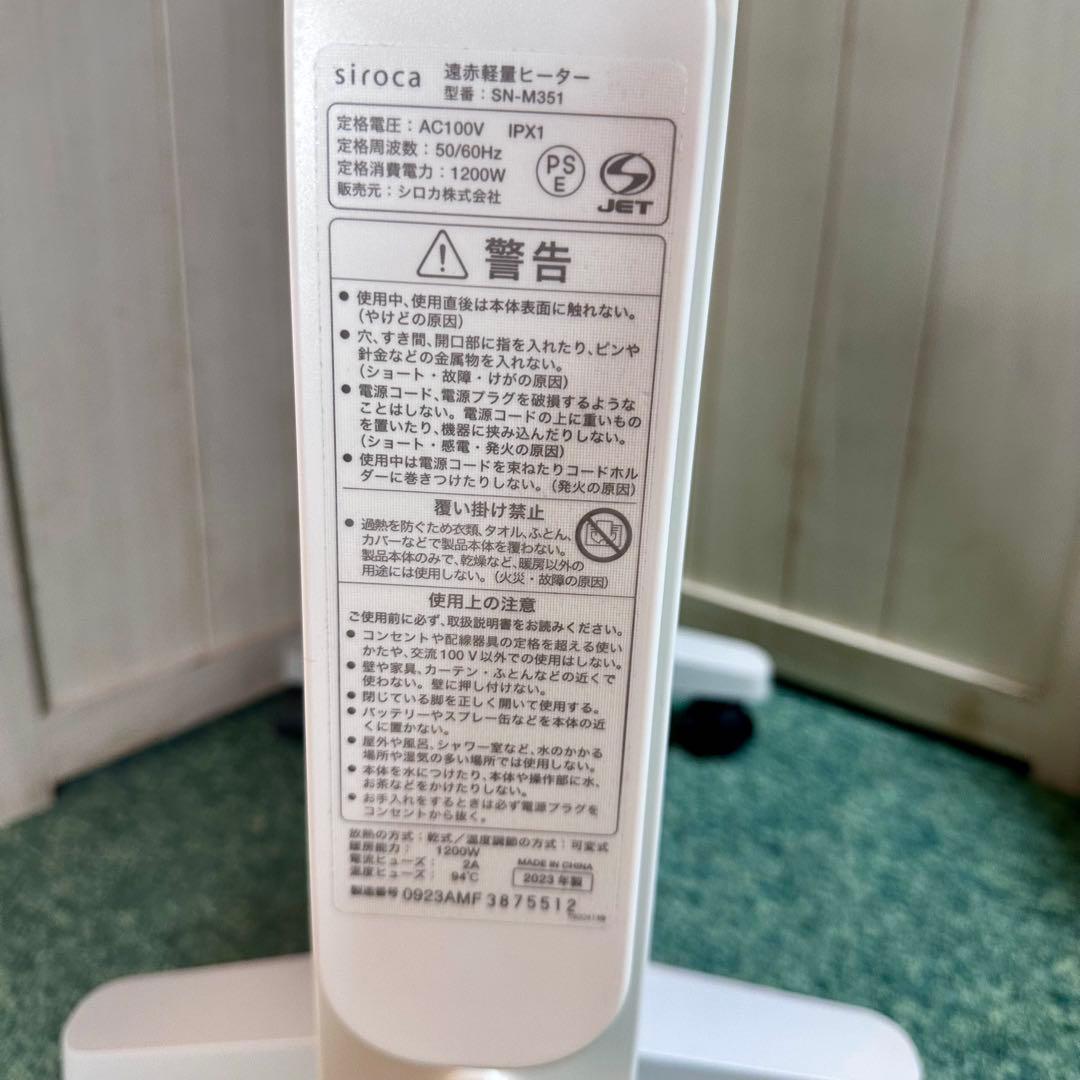 siroca 遠赤軽量ヒーター
型番：SN-M351
定格電圧：AC100V IPX1
定格周波数：50/60Hz
定格消費電力：1200W
販売元：シロカ株式会社
PS
E
JET
警告
● 使用中、使用直後は本体表面に触れない。
（やけどの原因）
● 穴、すき間、開口部に指を入れたり、ピンや
針金などの金属物を入れない。
（ショート・故障・けがの原因）
● 電源コード、電源プラグを破損するような
ことはしない。電源コードの上に重いもの
を置いたり、機器に挟み込んだりしない。
（ショート・感電・発火の原因）
● 使用中は電源コードを束ねたりコードホル
ダーに巻きつけたりしない。（発火の原因）
覆い掛け禁止
● 過熱を防ぐため衣類、タオル、ふとん、
カバーなどで製品本体を覆わない。
製品本体のみで、乾燥など、暖房以外の
用途には使用しない。（火災・故障の原因）
使用上の注意
ご使用前に必ず、取扱説明書をお読みください。
● コンセントや配線器具の定格を超える使い
かたや、交流100V以外での使用はしない。
● 壁や家具、カーテン・ふとんなどの近くで
使わない。壁に押し付けない。
● 閉じている脚を正しく開いて使用する。
● バッテリーやスプレー缶などを本体の近
くに置かない。
● 屋外や風呂、シャワー室など、水のかかる
場所や湿気の多い場所では使用しない。
● 本体を水につけたり、本体や操作部に水、
お茶などをかけたりしない。
● お手入れをするときは必ず電源プラグを
コンセントから抜く。
放熱の方式：乾式／温度調節の方式：可変式
暖房能力： 1200W
電流ヒューズ： 2A MADE IN CHINA
温度ヒューズ： 94℃ 2023年製
製造番号 0923AMF 3875512